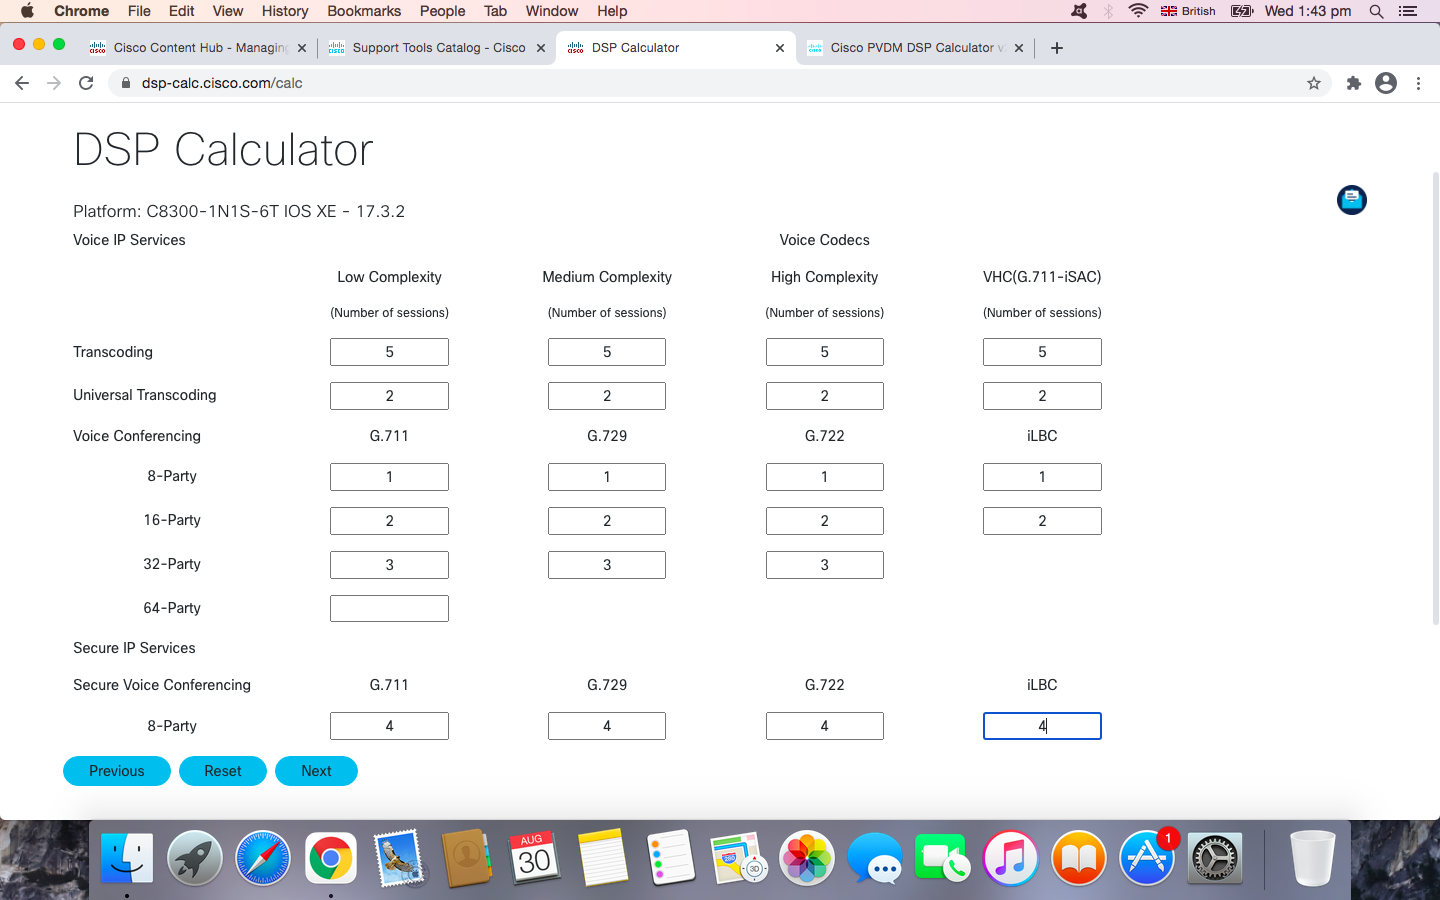 Chrome File Edit View History Bookmarks People Tab Window Help British Wed 1:43 pm
Cisco Content Hub - Managing Support Tools Catalog - Cisco DSP Calculator Cisco PVDM DSP Calculator v
dsp-calc.cisco.com/calc
DSP Calculator
Platform: C8300-1N1S-6T IOS XE - 17.3.2
Voice IP Services Voice Codecs
Low Complexity Medium Complexity High Complexity VHC(G.711-iSAC)
(Number of sessions) (Number of sessions) (Number of sessions) (Number of sessions)
Transcoding 5 5 5 5
Universal Transcoding 2 2 2 2
Voice Conferencing G.711 G.729 G.722 iLBC
8-Party 1 1 1 1
16-Party 2 2 2 2
32-Party 3 3 3
64-Party
Secure IP Services
Secure Voice Conferencing G.711 G.729 G.722 iLBC
8-Party 4 4 4 4
Previous Reset Next
AUG
30
280
3D
1